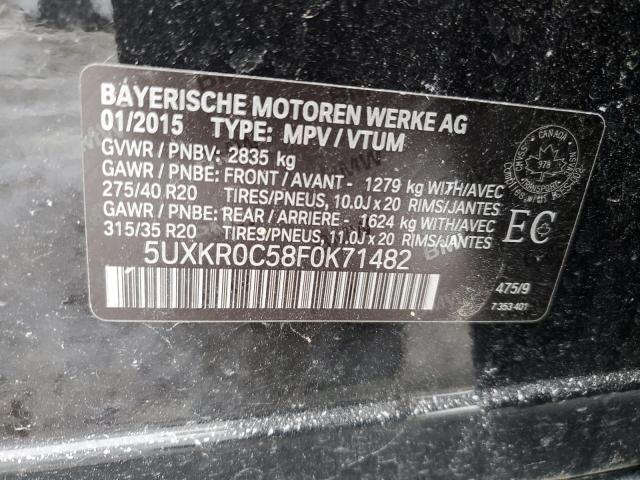 BAYERISCHE MOTOREN WERKE AG
01/2015 TYPE: MPV / VTUM
GVWR / PNBV: 2835 kg
GAWR / PNBE: FRONT / AVANT - 1279 kg WITH/AVEC
275/40 R20 TIRES/PNEUS, 10.0J x 20 RIMS/JANTES
GAWR / PNBE: REAR / ARRIERE - 1624 kg WITH/AVEC
315/35 R20 TIRES/PNEUS, 11.0J x 20 RIMS/JANTES
5UXKR0C58F0K71482
EC
475/9
7 353 401
CANADA
TRANSPORT